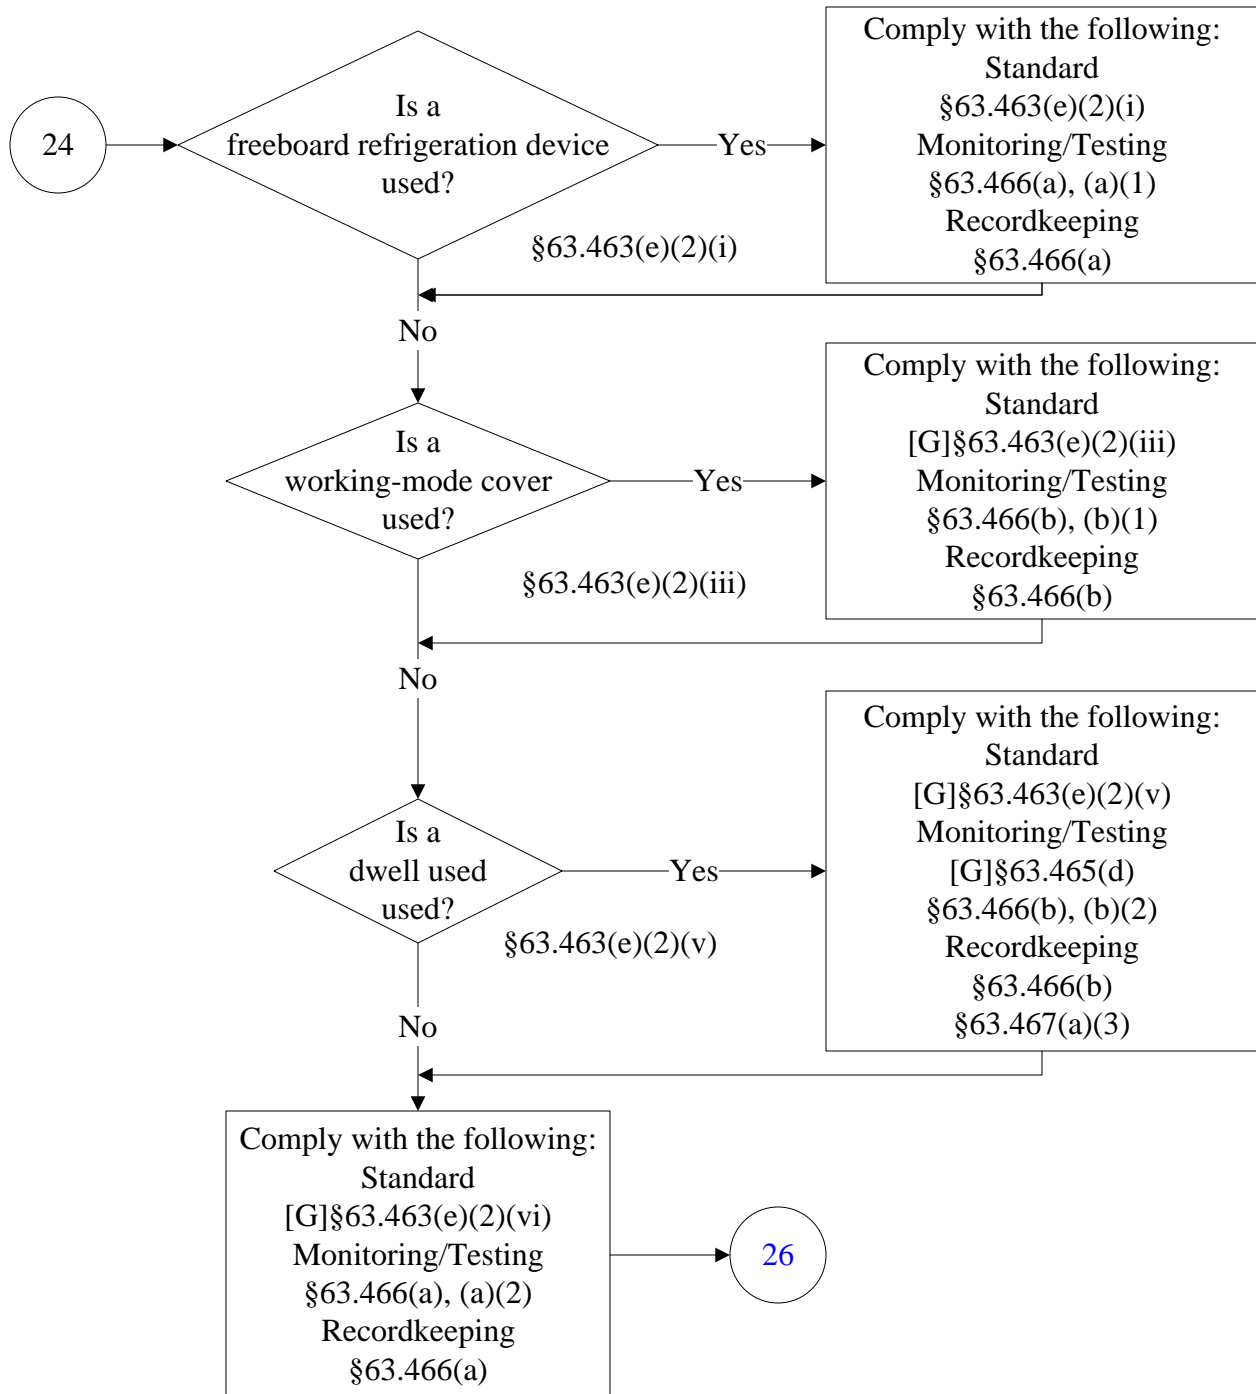 24
Is a
freeboard refrigeration device
used?
Yes
Comply with the following:
Standard
§63.463(e)(2)(i)
Monitoring/Testing
§63.466(a), (a)(1)
Recordkeeping
§63.466(a)
§63.463(e)(2)(i)
No
Is a
working-mode cover
used?
Yes
Comply with the following:
Standard
[G]§63.463(e)(2)(iii)
Monitoring/Testing
§63.466(b), (b)(1)
Recordkeeping
§63.466(b)
§63.463(e)(2)(iii)
No
Is a
dwell used
used?
Yes
Comply with the following:
Standard
[G]§63.463(e)(2)(v)
Monitoring/Testing
[G]§63.465(d)
§63.466(b), (b)(2)
Recordkeeping
§63.466(b)
§63.467(a)(3)
§63.463(e)(2)(v)
No
Comply with the following:
Standard
[G]§63.463(e)(2)(vi)
Monitoring/Testing
§63.466(a), (a)(2)
Recordkeeping
§63.466(a)
26